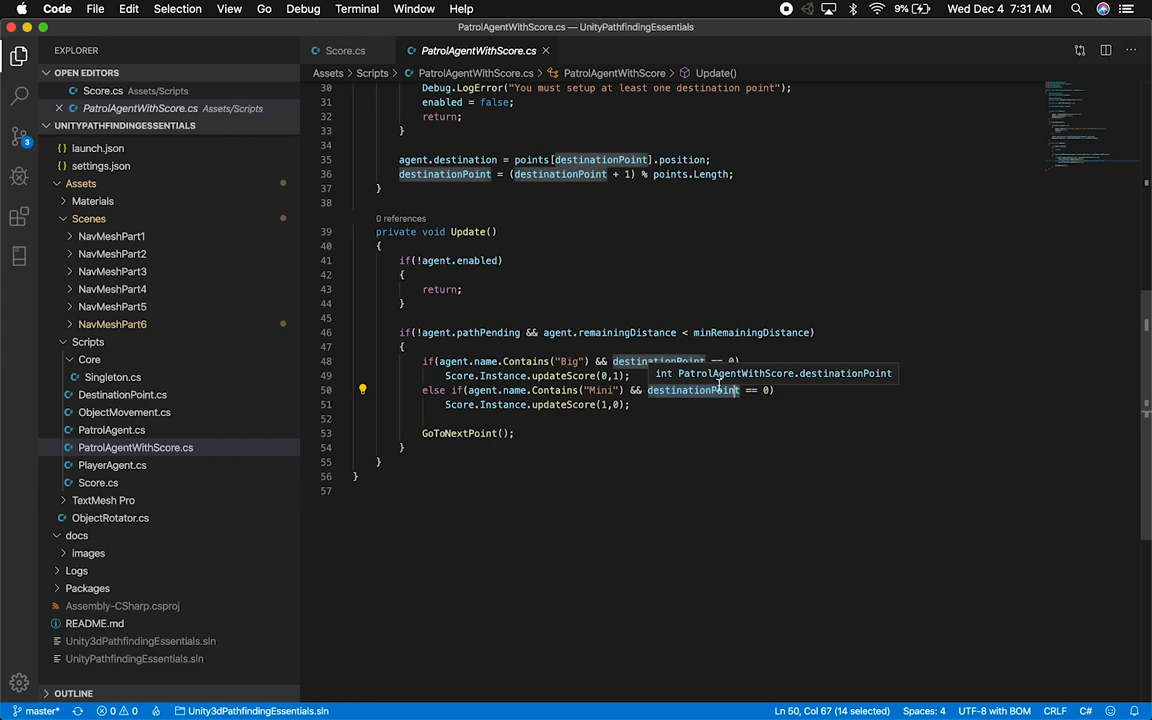 Code File Edit Selection View Go Debug Terminal Window Help 9% Wed Dec 4 7:31 AM
PatrolAgentWithScore.cs — UnityPathfindingEssentials
EXPLORER
Score.cs
PatrolAgentWithScore.cs
OPEN EDITORS
Assets > Scripts > PatrolAgentWithScore.cs > PatrolAgentWithScore > Update()
Score.cs Assets/Scripts
PatrolAgentWithScore.cs Assets/Scripts
UNITYPATHFINDINGESSENTIALS
launch.json
settings.json
Assets
Materials
Scenes
NavMeshPart1
NavMeshPart2
NavMeshPart3
NavMeshPart4
NavMeshPart5
NavMeshPart6
Scripts
Core
Singleton.cs
DestinationPoint.cs
ObjectMovement.cs
PatrolAgent.cs
PatrolAgentWithScore.cs
PlayerAgent.cs
Score.cs
TextMesh Pro
ObjectRotator.cs
docs
images
Logs
Packages
Assembly-CSharp.csproj
README.md
Unity3dPathfindingEssentials.sln
UnityPathfindingEssentials.sln
OUTLINE
30 Debug.LogError("You must setup at least one destination point");
31 enabled = false;
32 return;
33 }
34
35 agent.destination = points[destinationPoint].position;
36 destinationPoint = (destinationPoint + 1) % points.Length;
37 }
38
0 references
39 private void Update()
40 {
41 if(!agent.enabled)
42 {
43 return;
44 }
45
46 if(!agent.pathPending && agent.remainingDistance < minRemainingDistance)
47 {
48 if(agent.name.Contains("Big") && destinationPoint == 0)
int PatrolAgentWithScore.destinationPoint
49 Score.Instance.updateScore(0,1);
50 else if(agent.name.Contains("Mini") && destinationPoint == 0)
51 Score.Instance.updateScore(1,0);
52
53 GoToNextPoint();
54 }
55 }
56 }
57
3
master* 0 0 Unity3dPathfindingEssentials.sln Ln 50, Col 67 (14 selected) Spaces: 4 UTF-8 with BOM CRLF C#